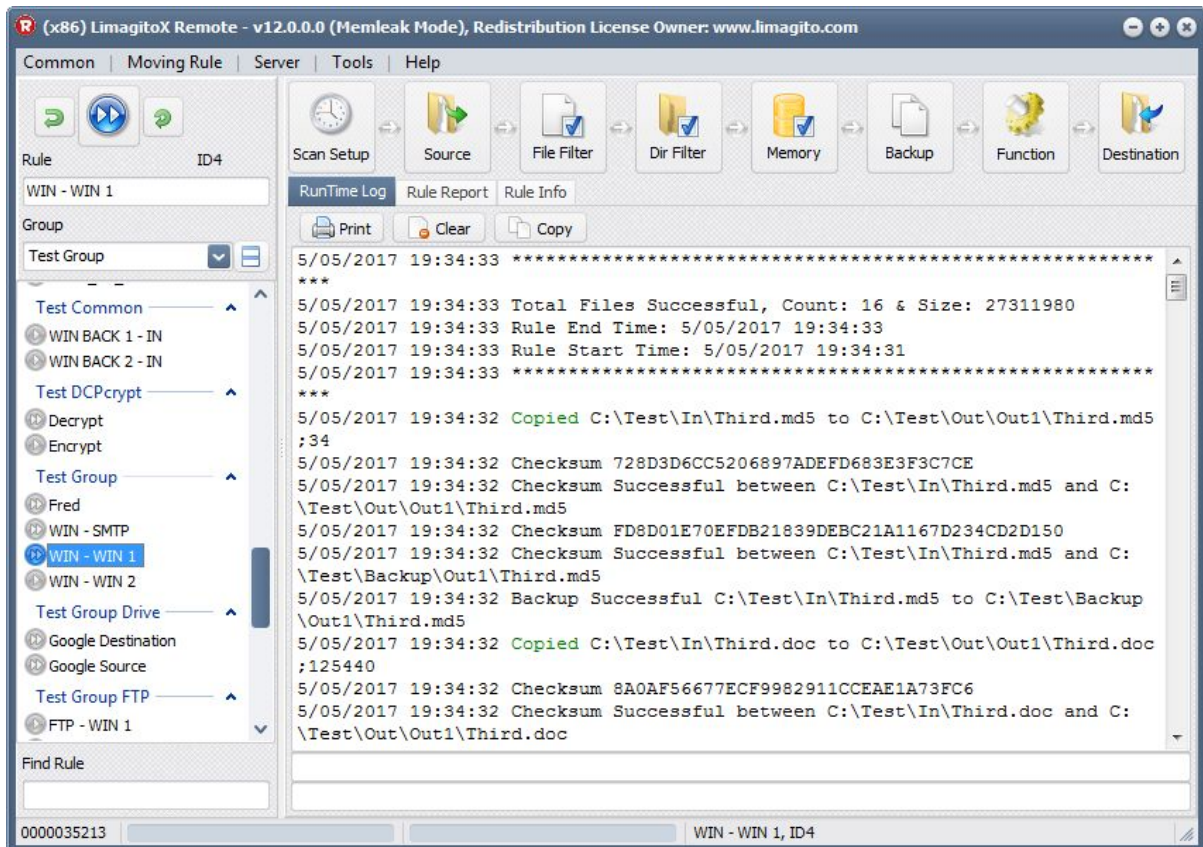 (x86) LimagitoX Remote - v12.0.0.0 (Memleak Mode), Redistribution License Owner: www.limagito.com
Common | Moving Rule | Server | Tools | Help
Rule ID4
WIN - WIN 1
Group
Test Group
Test Common
WIN BACK 1 - IN
WIN BACK 2 - IN
Test DCPcrypt
Decrypt
Encrypt
Test Group
Fred
WIN - SMTP
WIN - WIN 1
WIN - WIN 2
Test Group Drive
Google Destination
Google Source
Test Group FTP
FTP - WIN 1
Find Rule
Scan Setup
Source
File Filter
Dir Filter
Memory
Backup
Function
Destination
RunTime Log
Rule Report
Rule Info
Print
Clear
Copy
5/05/2017 19:34:33 *********************************************************
***
5/05/2017 19:34:33 Total Files Successful, Count: 16 & Size: 27311980
5/05/2017 19:34:33 Rule End Time: 5/05/2017 19:34:33
5/05/2017 19:34:33 Rule Start Time: 5/05/2017 19:34:31
5/05/2017 19:34:33 *********************************************************
***
5/05/2017 19:34:32 Copied C:\Test\In\Third.md5 to C:\Test\Out\Out1\Third.md5
;34
5/05/2017 19:34:32 Checksum 728D3D6CC5206897ADEFD683E3F3C7CE
5/05/2017 19:34:32 Checksum Successful between C:\Test\In\Third.md5 and C:
\Test\Out\Out1\Third.md5
5/05/2017 19:34:32 Checksum FD8D01E70EFDB21839DEBC21A1167D234CD2D150
5/05/2017 19:34:32 Checksum Successful between C:\Test\In\Third.md5 and C:
\Test\Backup\Out1\Third.md5
5/05/2017 19:34:32 Backup Successful C:\Test\In\Third.md5 to C:\Test\Backup
\Out1\Third.md5
5/05/2017 19:34:32 Copied C:\Test\In\Third.doc to C:\Test\Out\Out1\Third.doc
;125440
5/05/2017 19:34:32 Checksum 8A0AF56677ECF9982911CCEAE1A73FC6
5/05/2017 19:34:32 Checksum Successful between C:\Test\In\Third.doc and C:
\Test\Out\Out1\Third.doc
0000035213
WIN - WIN 1, ID4